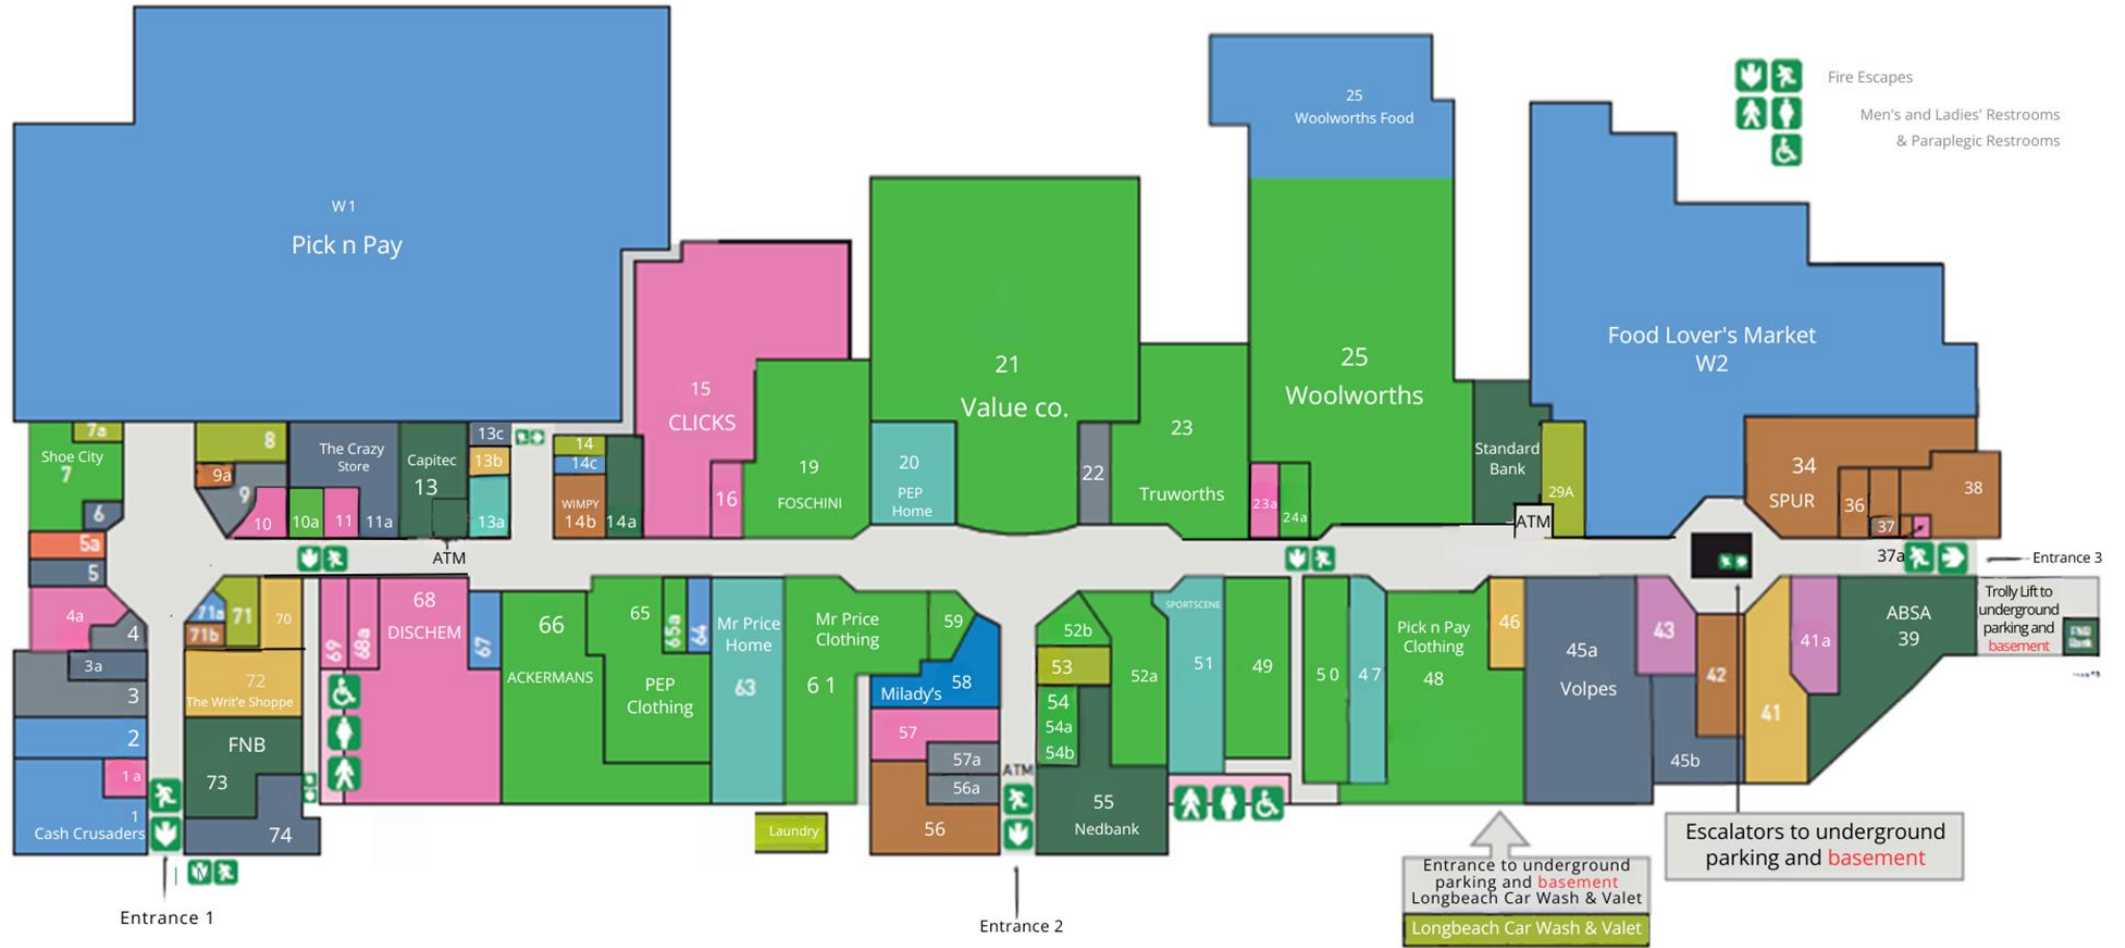 Fire Escapes
Men's and Ladies' Restrooms
& Paraplegic Restrooms
W1
Pick n Pay
25
Woolworths Food
Food Lover's Market
W2
21
Value co.
25
Woolworths
15
CLICKS
16
19
FOSCHINI
20
PEP
Home
22
23
Truworths
23a
24a
Standard
Bank
ATM
29A
34
SPUR
36
37
38
37a
Entrance 3
7a
Shoe City
7
6
5a
5
4a
4
3a
3
2
1a
1
Cash Crusaders
8
9a
9
10
10a
11
11a
The Crazy
Store
Capitec
13
13c
13b
13a
ATM
14
14c
WIMPY
14b
14a
71a
71
71b
70
72
The Writ'e Shoppe
FNB
73
74
69
68a
68
DISCHEM
67
66
ACKERMANS
65
65a
64
PEP
Clothing
Mr Price
Home
63
Mr Price
Clothing
61
59
58
Milady's
57
57a
56a
56
ATM
52b
53
54
54a
54b
52a
55
Nedbank
SPORTSCENE
51
49
50
47
Pick n Pay
Clothing
48
46
45a
Volpes
43
42
45b
41
41a
ABSA
39
Trolly Lift to
underground
parking and
basement
FNB
Bank
Laundry
Entrance to underground
parking and basement
Longbeach Car Wash & Valet
Longbeach Car Wash & Valet
Escalators to underground
parking and basement
Entrance 1
Entrance 2